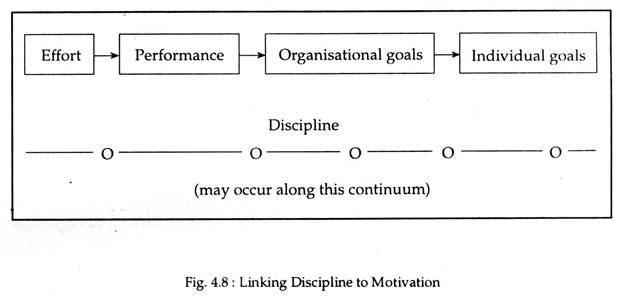 Effort Performance Organisational goals Individual goals
Discipline
O O O O O
(may occur along this continuum)
Fig. 4.8 : Linking Discipline to Motivation